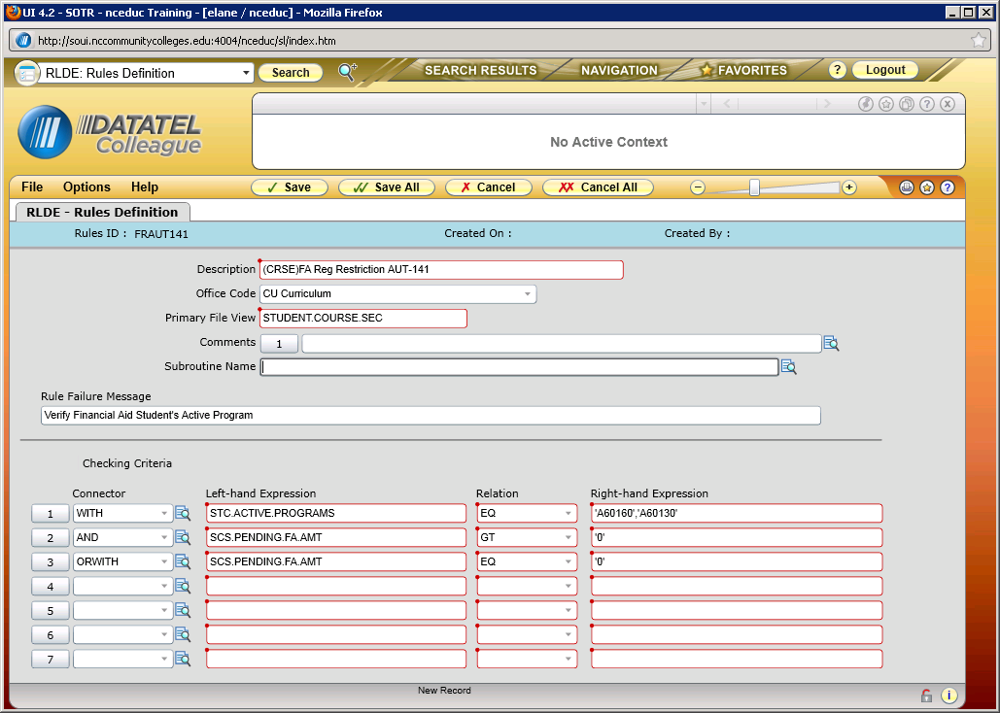 UI 4.2 - SOTR - nceduc Training - [elane / nceduc] - Mozilla Firefox
http://soui.nccommunitycolleges.edu:4004/nceduc/sl/index.htm
RLDE: Rules Definition Search SEARCH RESULTS NAVIGATION FAVORITES ? Logout
DATATEL
Colleague
No Active Context
File Options Help Save Save All Cancel Cancel All
RLDE - Rules Definition
Rules ID : FRAUT141 Created On : Created By :
Description (CRSE)FA Reg Restriction AUT-141
Office Code CU Curriculum
Primary File View STUDENT.COURSE.SEC
Comments 1
Subroutine Name
Rule Failure Message
Verify Financial Aid Student's Active Program
Checking Criteria
Connector Left-hand Expression Relation Right-hand Expression
1 WITH STC.ACTIVE.PROGRAMS EQ 'A60160','A60130'
2 AND SCS.PENDING.FA.AMT GT '0'
3 ORWITH SCS.PENDING.FA.AMT EQ '0'
4
5
6
7
New Record